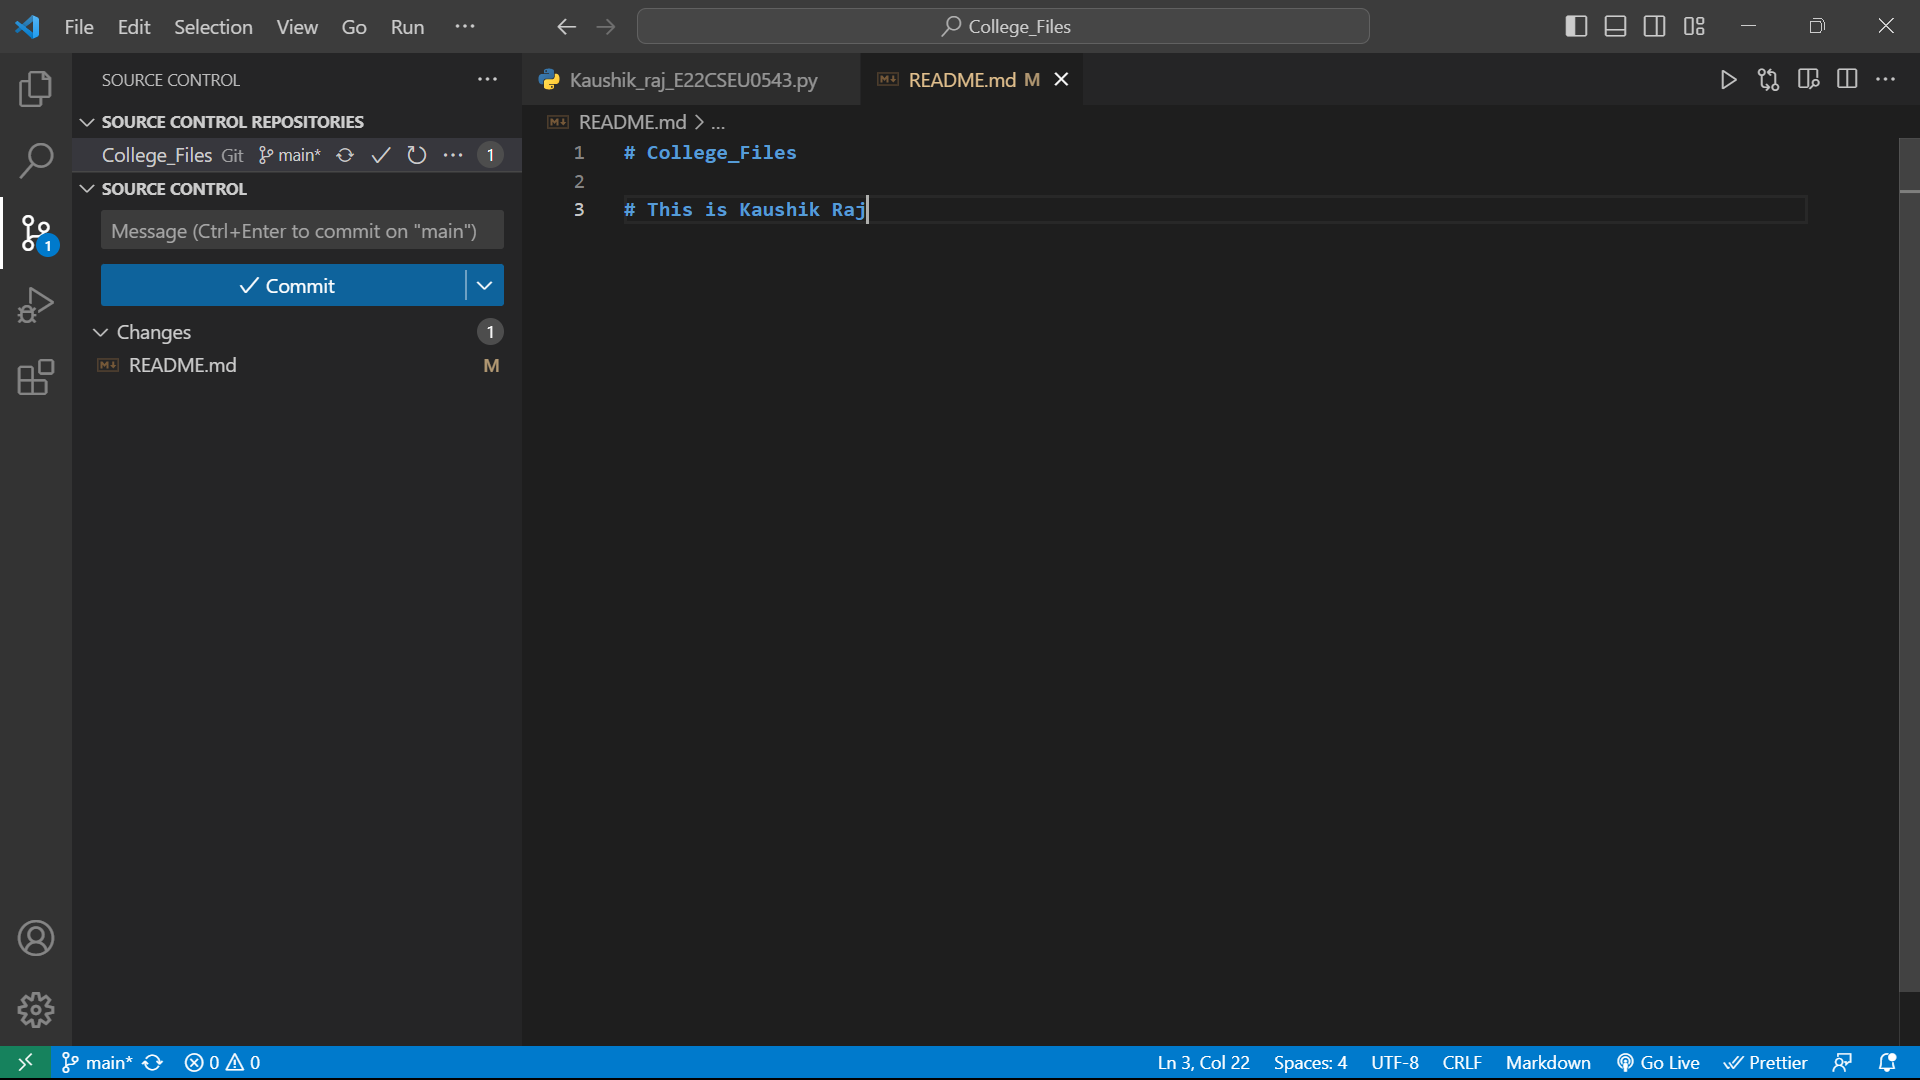 File Edit Selection View Go Run ··· College_Files
SOURCE CONTROL ···
Kaushik_raj_E22CSEU0543.py README.md M
SOURCE CONTROL REPOSITORIES
README.md > ...
College_Files Git main* ··· 1
1 # College_Files
2
SOURCE CONTROL
3 # This is Kaushik Raj
Message (Ctrl+Enter to commit on "main")
1
Commit
Changes 1
README.md M
main* 0 0 Ln 3, Col 22 Spaces: 4 UTF-8 CRLF Markdown Go Live Prettier